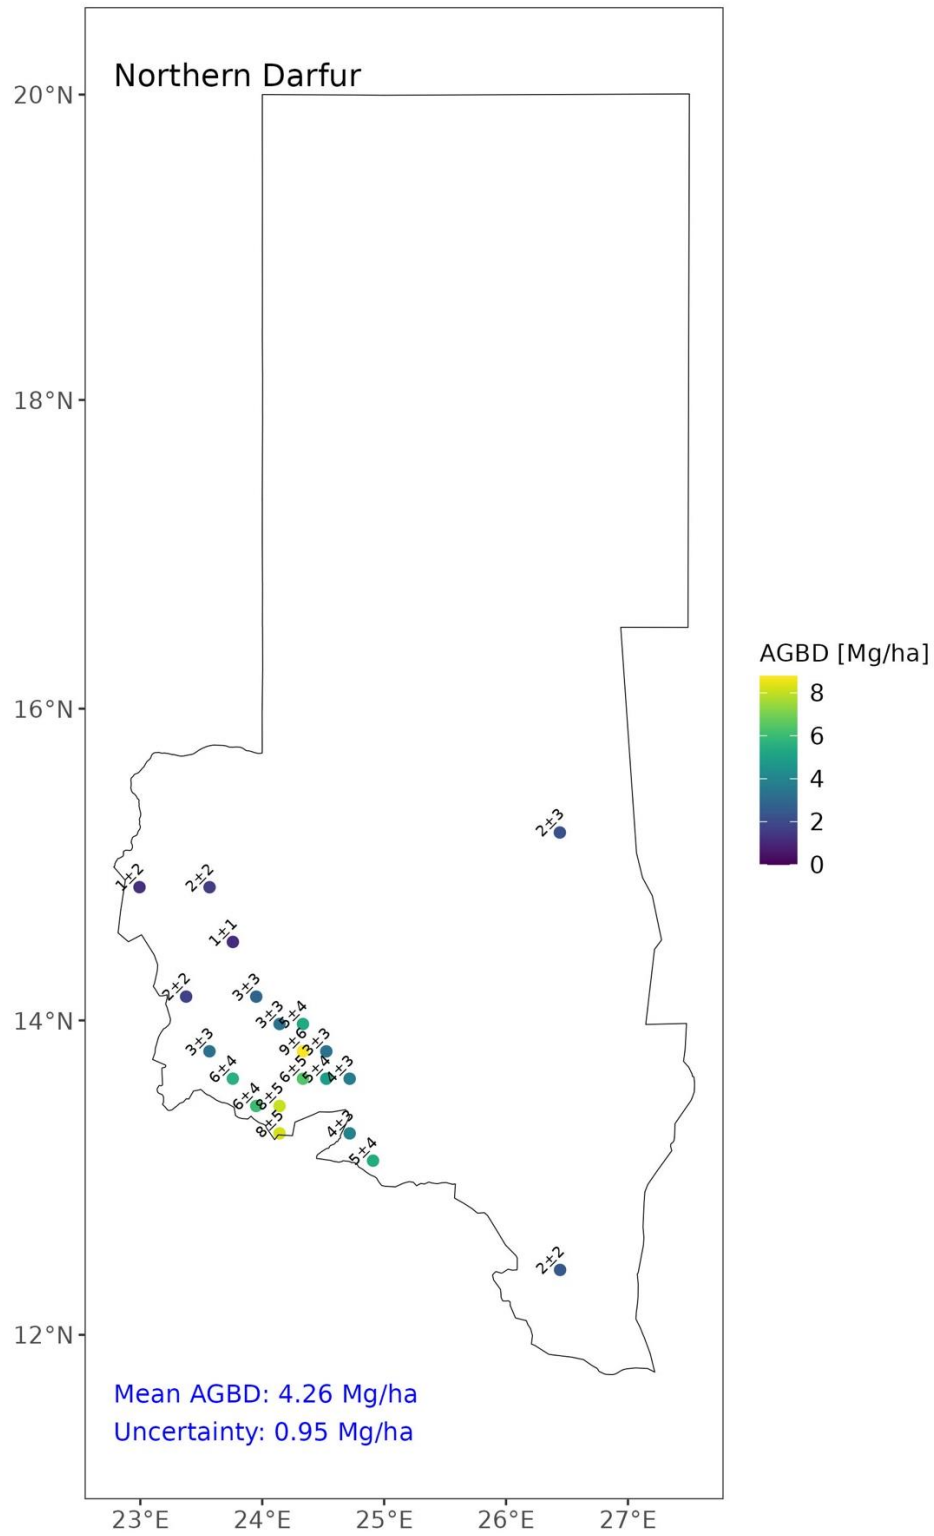 Northern Darfur
20°N
18°N
16°N
14°N
12°N
2±3
1±2
2±2
1±1
2±2
3±3
3±3
5±4
3±3
9±6
3±3
6±4
6±5
5±4
4±3
6±4
8±5
8±5
4±3
5±4
2±2
AGBD [Mg/ha]
8
6
4
2
0
Mean AGBD: 4.26 Mg/ha
Uncertainty: 0.95 Mg/ha
23°E 24°E 25°E 26°E 27°E